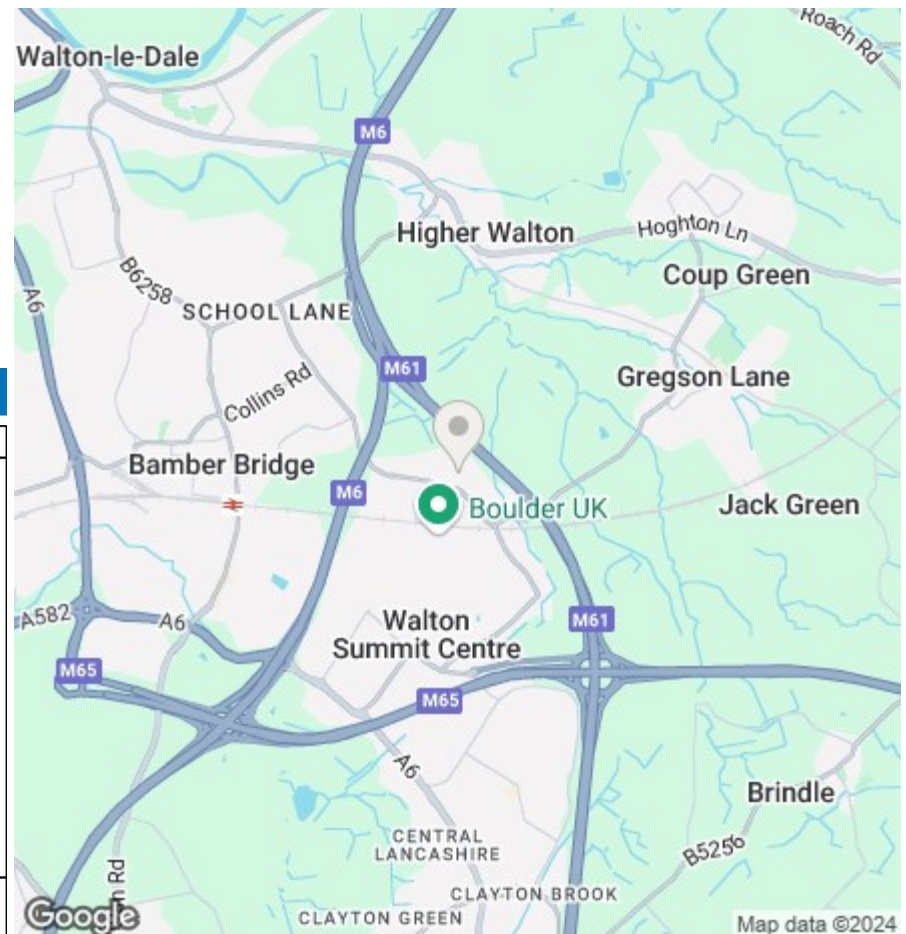 Roach Rd
Walton-le-Dale
M6
Higher Walton
Hoghton Ln
Coup Green
B6258
A6
SCHOOL LANE
M61
Gregson Lane
Collins Rd
Bamber Bridge
M6
Boulder UK
Jack Green
A582
A6
Walton
Summit Centre
M61
M65
M65
A6
Brindle
CENTRAL
LANCASHIRE
B5256
CLAYTON BROOK
CLAYTON GREEN
Rd
Google
Map data ©2024